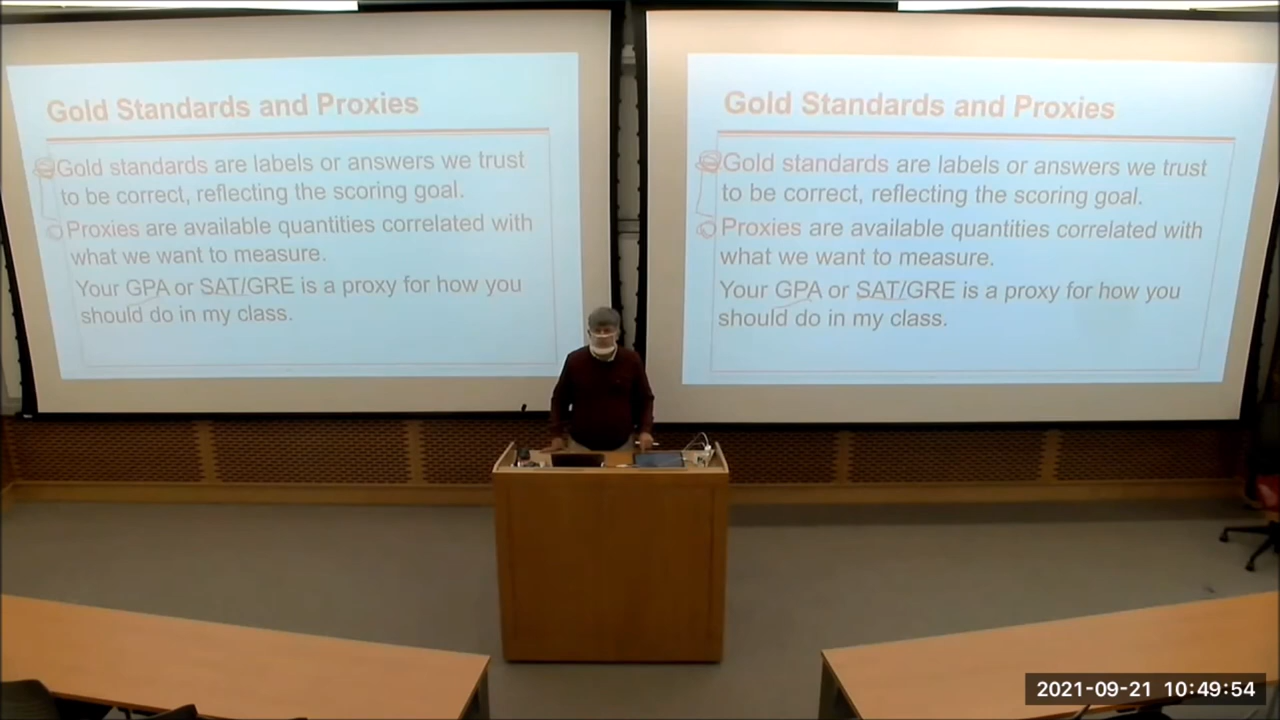 Gold Standards and Proxies
Gold standards are labels or answers we trust
to be correct, reflecting the scoring goal.
Proxies are available quantities correlated with
what we want to measure.
Your GPA or SAT/GRE is a proxy for how you
should do in my class.
Gold Standards and Proxies
Gold standards are labels or answers we trust
to be correct, reflecting the scoring goal.
Proxies are available quantities correlated with
what we want to measure.
Your GPA or SAT/GRE is a proxy for how you
should do in my class.
2021-09-21 10:49:54